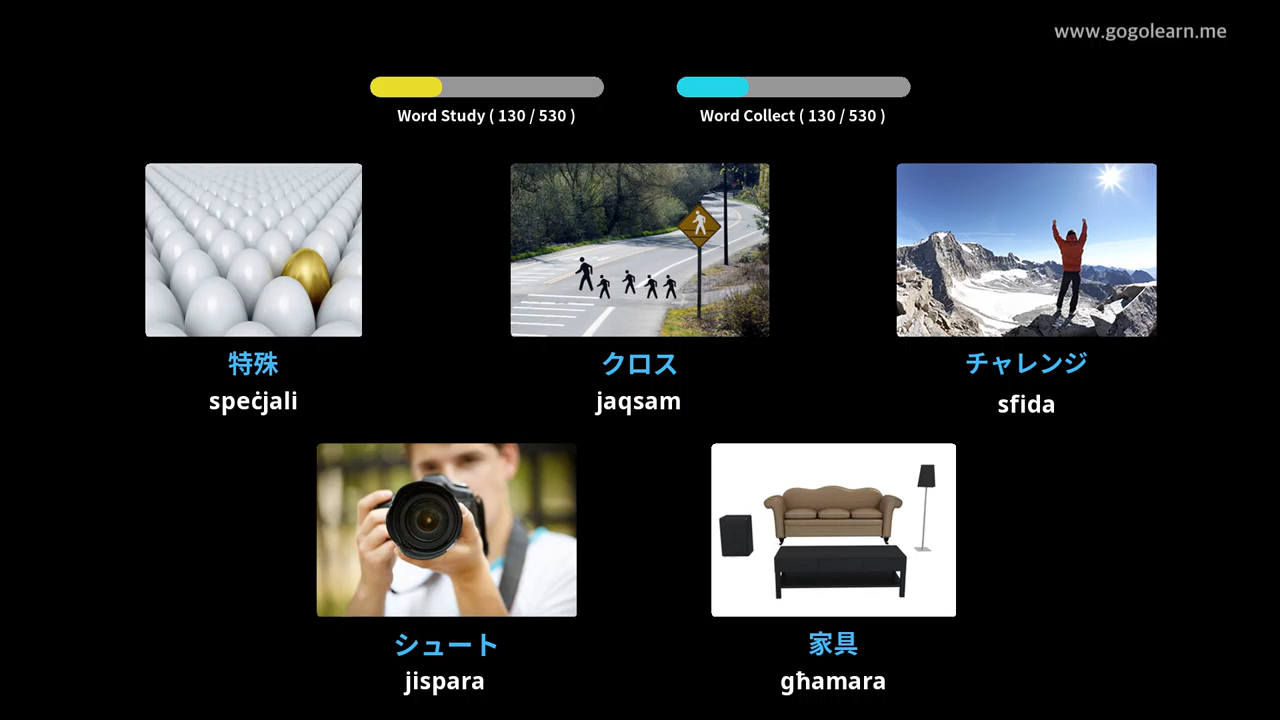 www.gogolearn.me
Word Study ( 130 / 530 )
Word Collect ( 130 / 530 )
特殊
speċjali
クロス
jaqsam
チャレンジ
sfida
シュート
jispara
家具
għamara